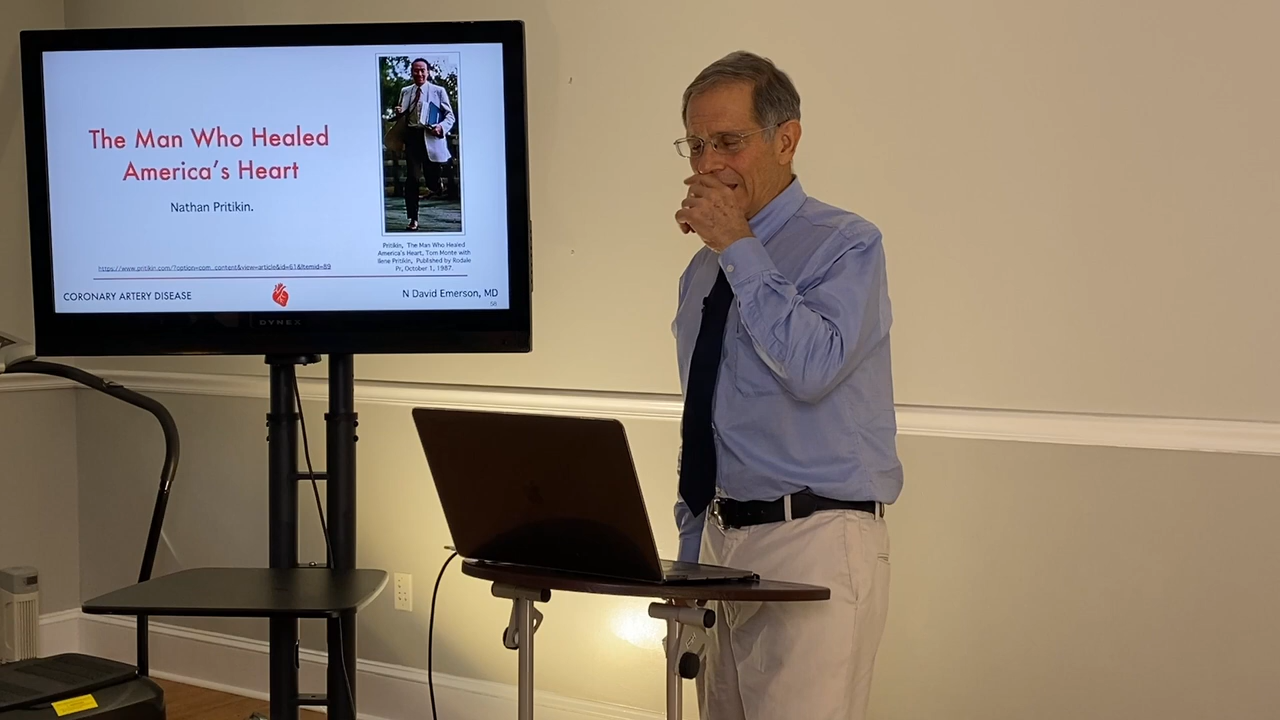 The Man Who Healed
America's Heart
Nathan Pritikin.
Pritikin, The Man Who Healed
America's Heart, Tom Monte with
Ilene Pritikin, Published by Rodale
Pr, October 1, 1987.
https://www.pritikin.com/?option=com_content&view=article&id=61&Itemid=89
CORONARY ARTERY DISEASE
N David Emerson, MD
56
DYNEX